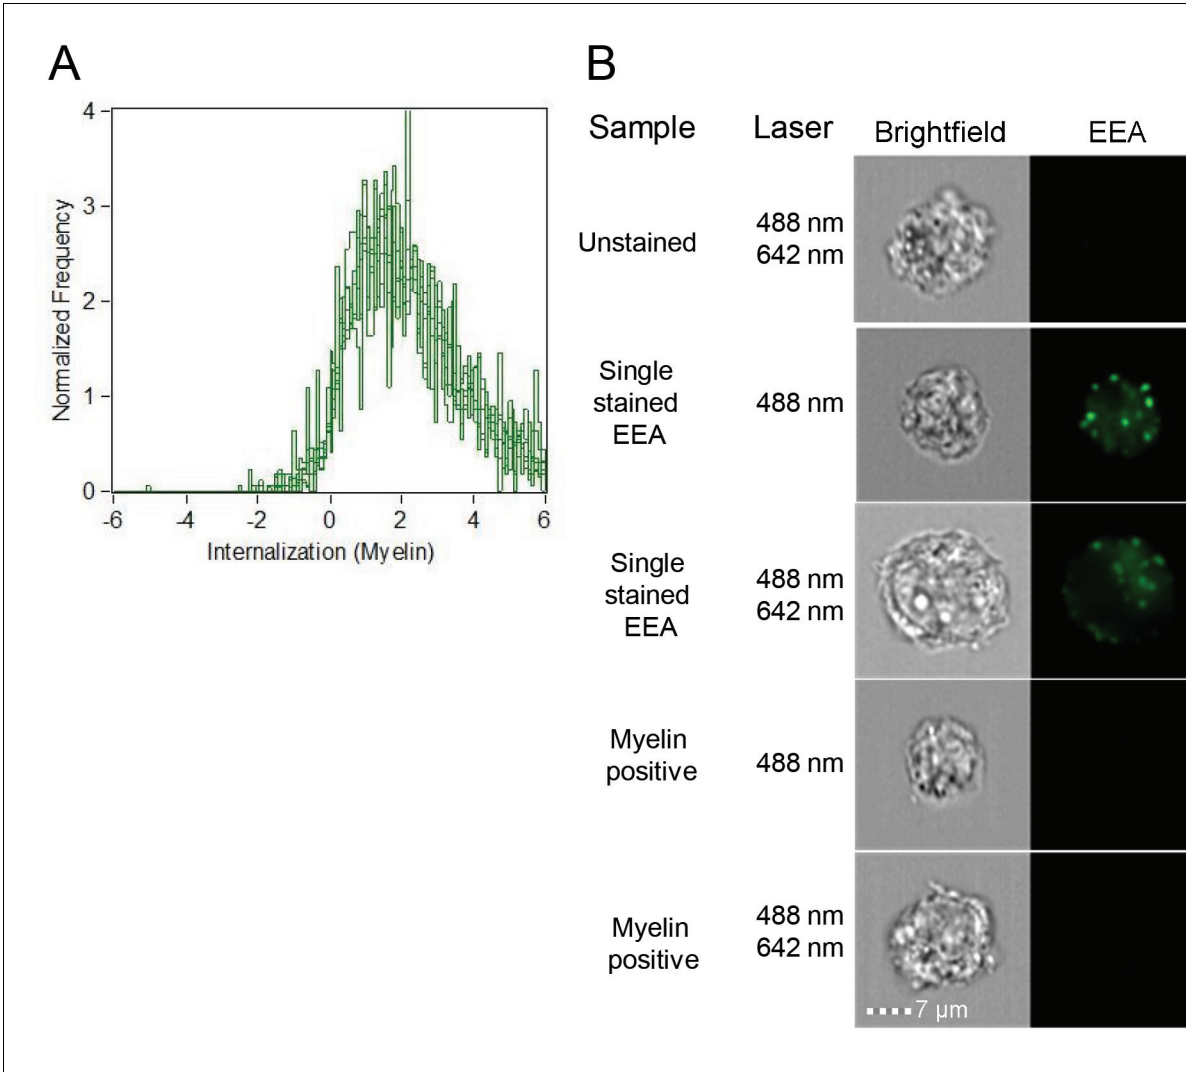 A
4
3
2
1
0
Normalized Frequency
-6 -4 -2 0 2 4 6
Internalization (Myelin)
B
Sample Laser Brightfield EEA
Unstained
488 nm
642 nm
Single
stained
EEA
488 nm
Single
stained
EEA
488 nm
642 nm
Myelin
positive
488 nm
Myelin
positive
488 nm
642 nm
7 µm